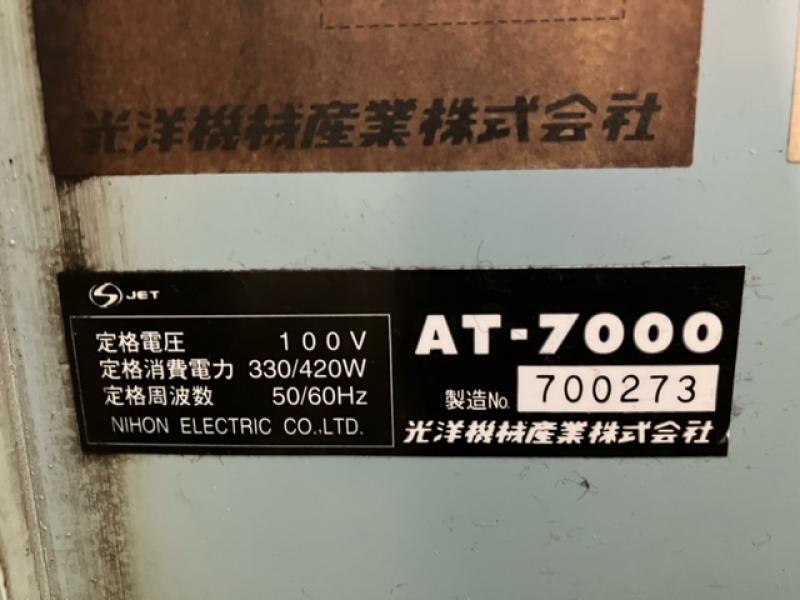 光洋機械産業株式会社
JET
定格電圧 100V
定格消費電力 330/420W
定格周波数 50/60Hz
NIHON ELECTRIC CO.,LTD.
AT-7000
製造No. 700273
光洋機械産業株式会社